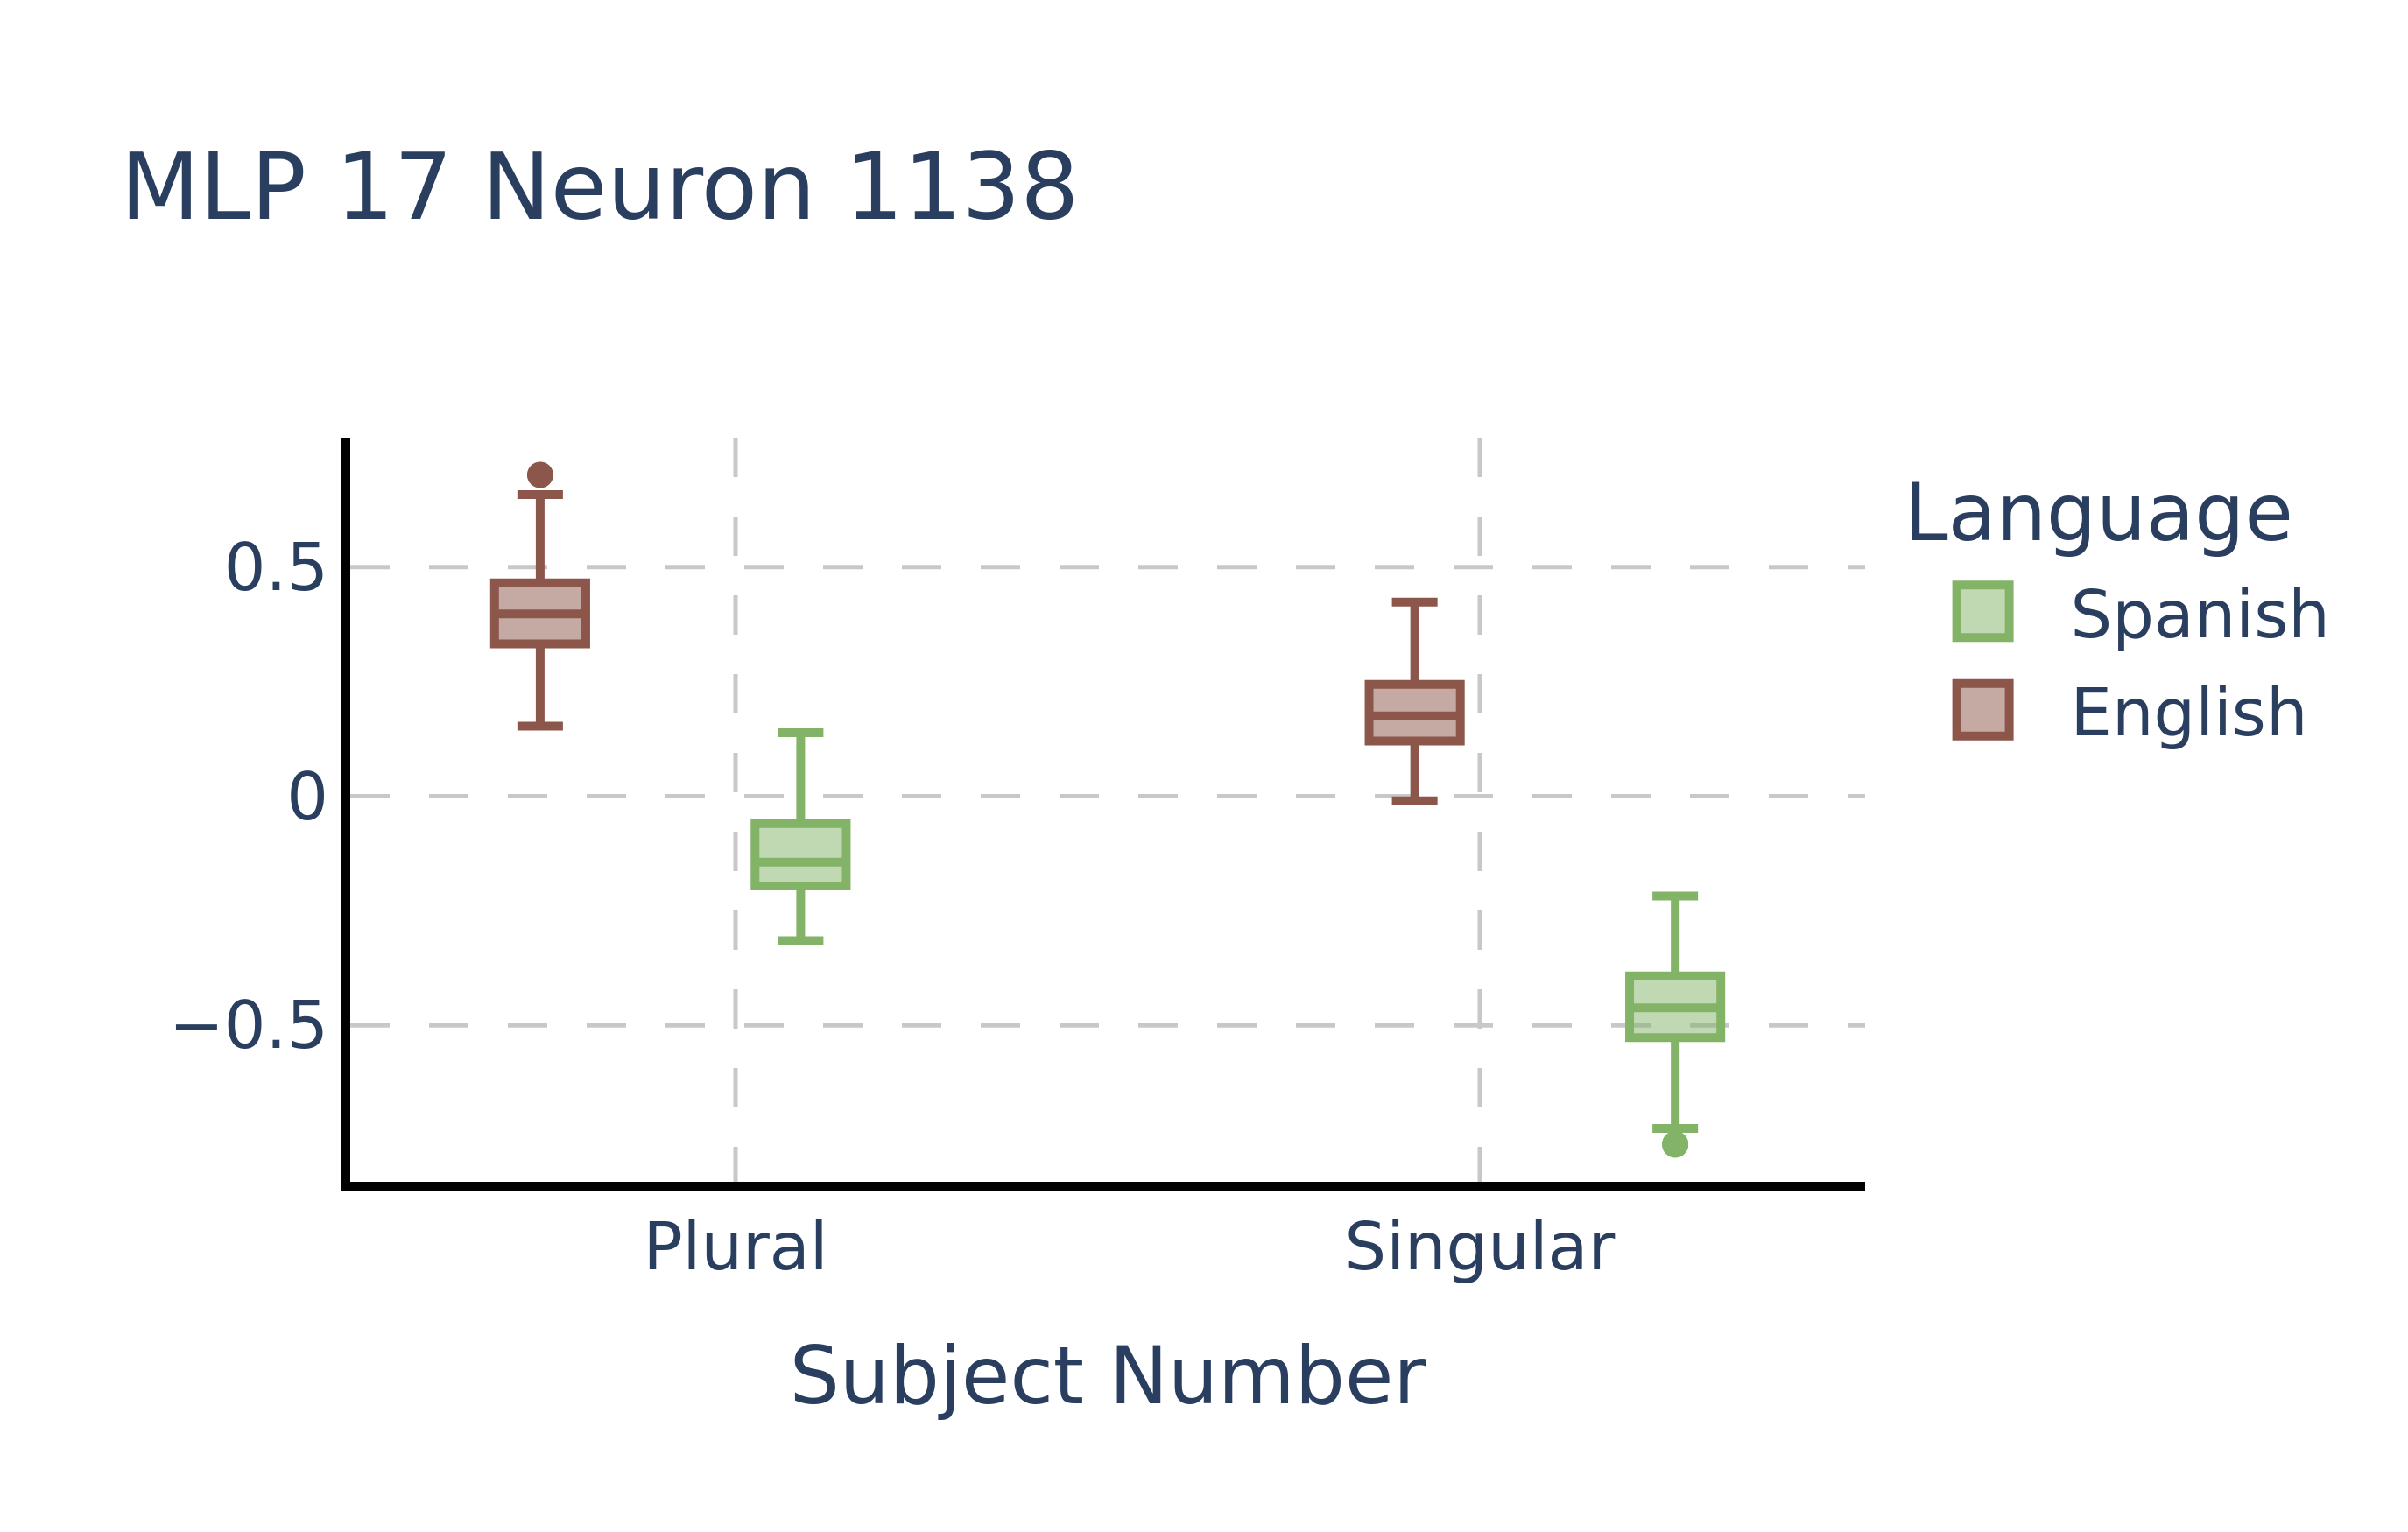 MLP 17 Neuron 1138
0.5
0
−0.5
Plural
Singular
Subject Number
Language
Spanish
English